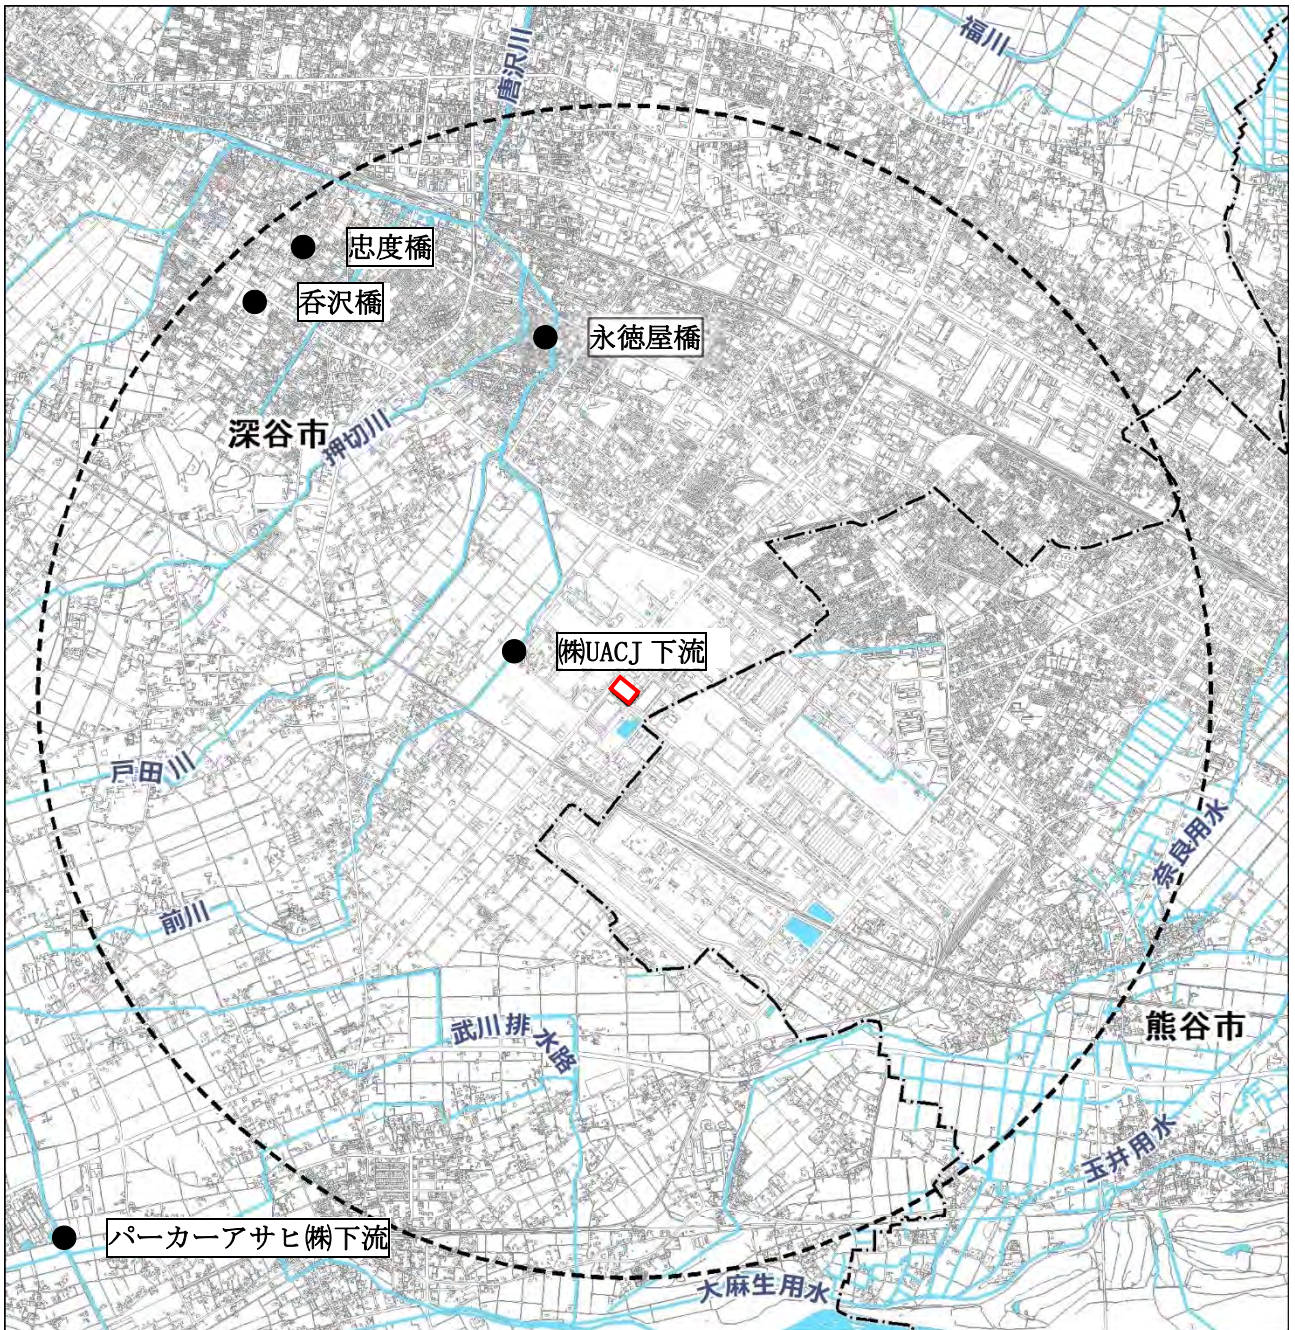 福川
唐沢川
忠度橋
呑沢橋
永徳屋橋
深谷市
押切川
㈱UACJ 下流
戸田川
奈良用水
前川
武川排水路
熊谷市
玉井用水
パーカーアサヒ㈱下流
大麻生用水